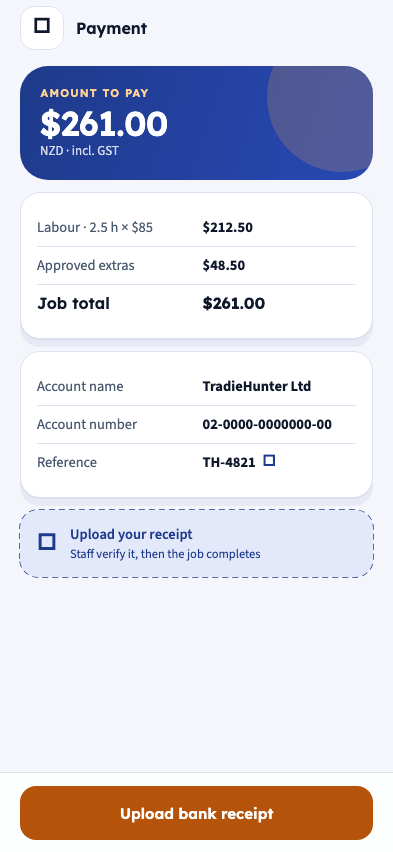 Payment
AMOUNT TO PAY
$261.00
NZD · incl. GST
Labour · 2.5 h × $85 $212.50
Approved extras $48.50
Job total $261.00
Account name TradieHunter Ltd
Account number 02-0000-0000000-00
Reference TH-4821
Upload your receipt
Staff verify it, then the job completes
Upload bank receipt